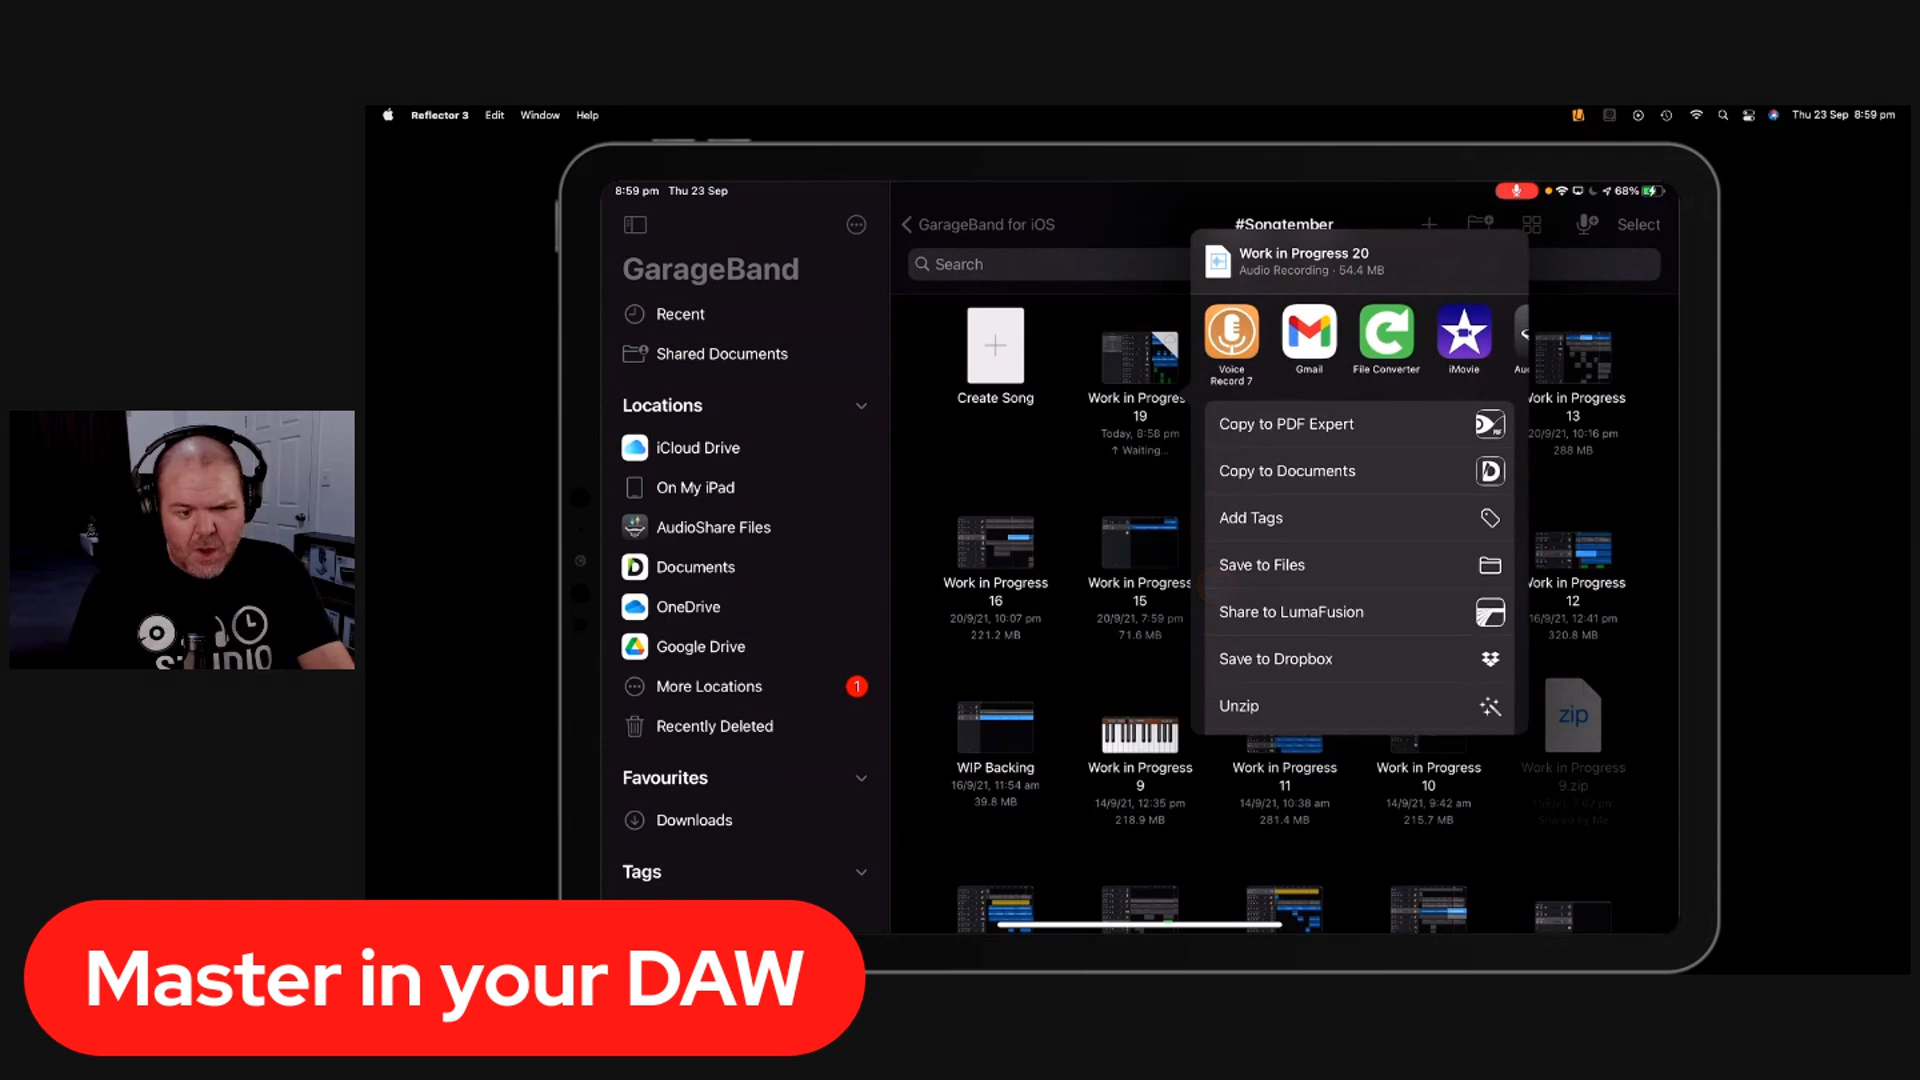 Reflector 3 Edit Window Help
Thu 23 Sep 8:59 pm
8:59 pm Thu 23 Sep
68%
GarageBand
Recent
Shared Documents
Locations
iCloud Drive
On My iPad
AudioShare Files
Documents
OneDrive
Google Drive
More Locations
1
Recently Deleted
Favourites
Downloads
Tags
GarageBand for iOS
#Songtember
Select
Search
Work in Progress 20
Audio Recording · 54.4 MB
Voice
Record 7
Gmail
File Converter
iMovie
Copy to PDF Expert
PDF
Copy to Documents
Add Tags
Save to Files
Share to LumaFusion
Save to Dropbox
Unzip
Create Song
Work in Progres
19
Today, 8:58 pm
↑ Waiting...
Work in Progress
13
20/9/21, 10:16 pm
288 MB
Work in Progress
16
20/9/21, 10:07 pm
221.2 MB
Work in Progress
15
20/9/21, 7:59 pm
71.6 MB
Work in Progress
12
16/9/21, 12:41 pm
320.8 MB
WIP Backing
16/9/21, 11:54 am
39.8 MB
Work in Progress
9
14/9/21, 12:35 pm
218.9 MB
Work in Progress
11
14/9/21, 10:38 am
281.4 MB
Work in Progress
10
14/9/21, 9:42 am
215.7 MB
zip
Work in Progress
9.zip
Shared by Me
STUDIO
Master in your DAW